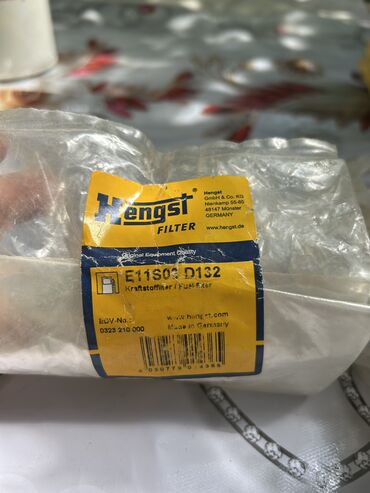 Hengst
FILTER
Hengst
GmbH & Co. KG
Nienkamp 55-85
48147 Münster
GERMANY
www.hengst.de
Original Equipment Quality
E11S03 D132
Kraftstofffilter / Fuel filter
EDV-No.:
0323 210 000
www.hengst.com
Made in Germany